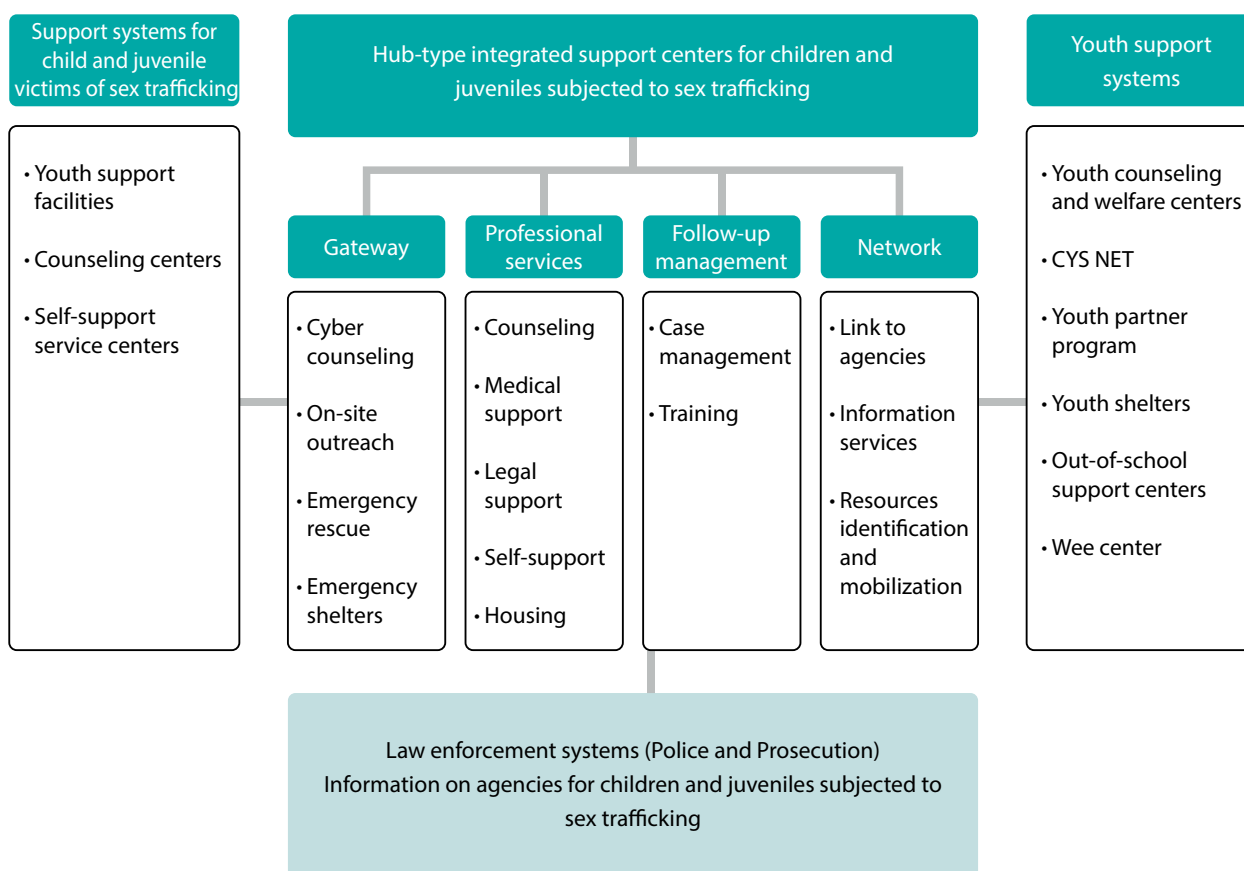 Support systems for
child and juvenile
victims of sex trafficking
• Youth support
facilities
• Counseling centers
• Self-support
service centers
Hub-type integrated support centers for children and
juveniles subjected to sex trafficking
Gateway
• Cyber
counseling
• On-site
outreach
• Emergency
rescue
• Emergency
shelters
Professional
services
• Counseling
• Medical
support
• Legal
support
• Self-support
• Housing
Follow-up
management
• Case
management
• Training
Network
• Link to
agencies
• Information
services
• Resources
identification
and
mobilization
Youth support
systems
• Youth counseling
and welfare centers
• CYS NET
• Youth partner
program
• Youth shelters
• Out-of-school
support centers
• Wee center
Law enforcement systems (Police and Prosecution)
Information on agencies for children and juveniles subjected to
sex trafficking